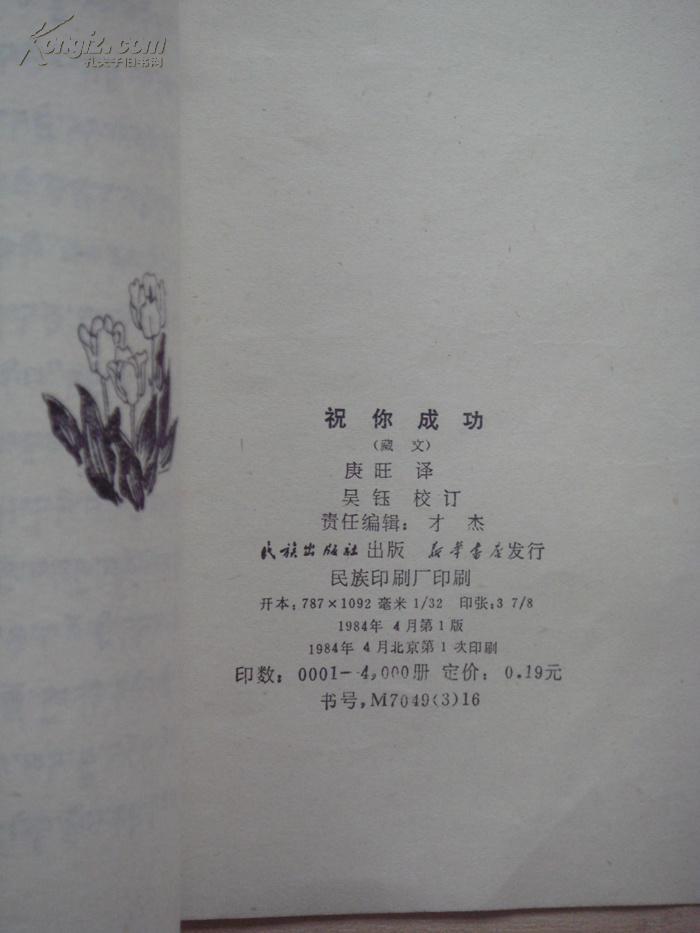 Kongfz.com
孔夫子旧书网
祝你成功
(藏文)
庚旺 译
吴钰 校订
责任编辑：才杰
民族出版社出版 新华书店发行
民族印刷厂印刷
开本：787×1092 毫米 1/32 印张：3 7/8
1984年 4月第1版
1984年 4月北京第1次印刷
印数：0001—4,000册 定价：0.19元
书号，M7049(3)16